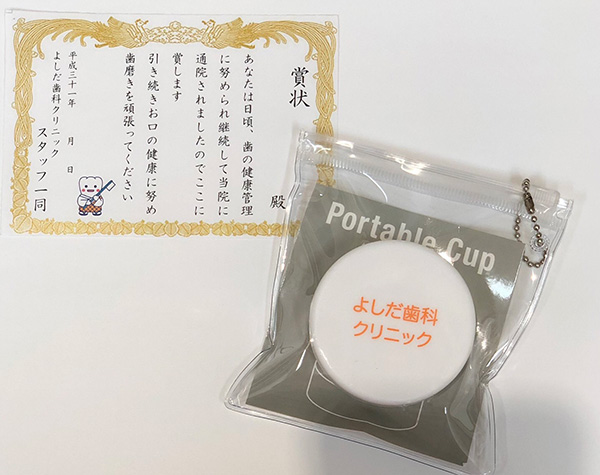 賞状
殿
あなたは日頃、歯の健康管理
に努められ継続して当院に
通院されましたのでここに
賞します
引き続きお口の健康に努め
歯磨きを頑張ってください
平成三十一年　月　日
よしだ歯科クリニック
スタッフ一同
Portable Cup
よしだ歯科
クリニック